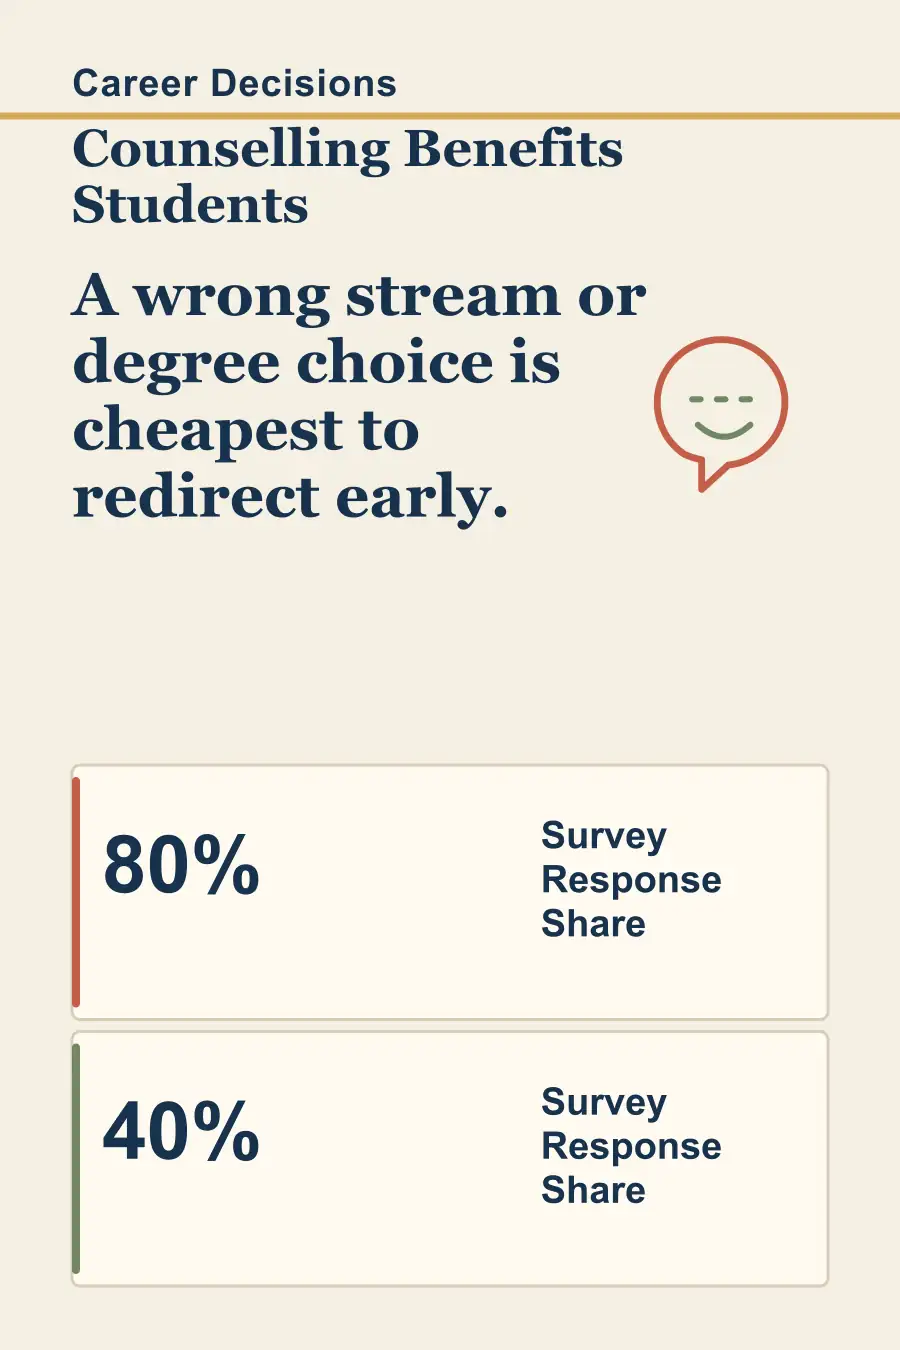 Career Decisions
Counselling Benefits
Students
A wrong stream or
degree choice is
cheapest to
redirect early.
80%
Survey
Response
Share
40%
Survey
Response
Share